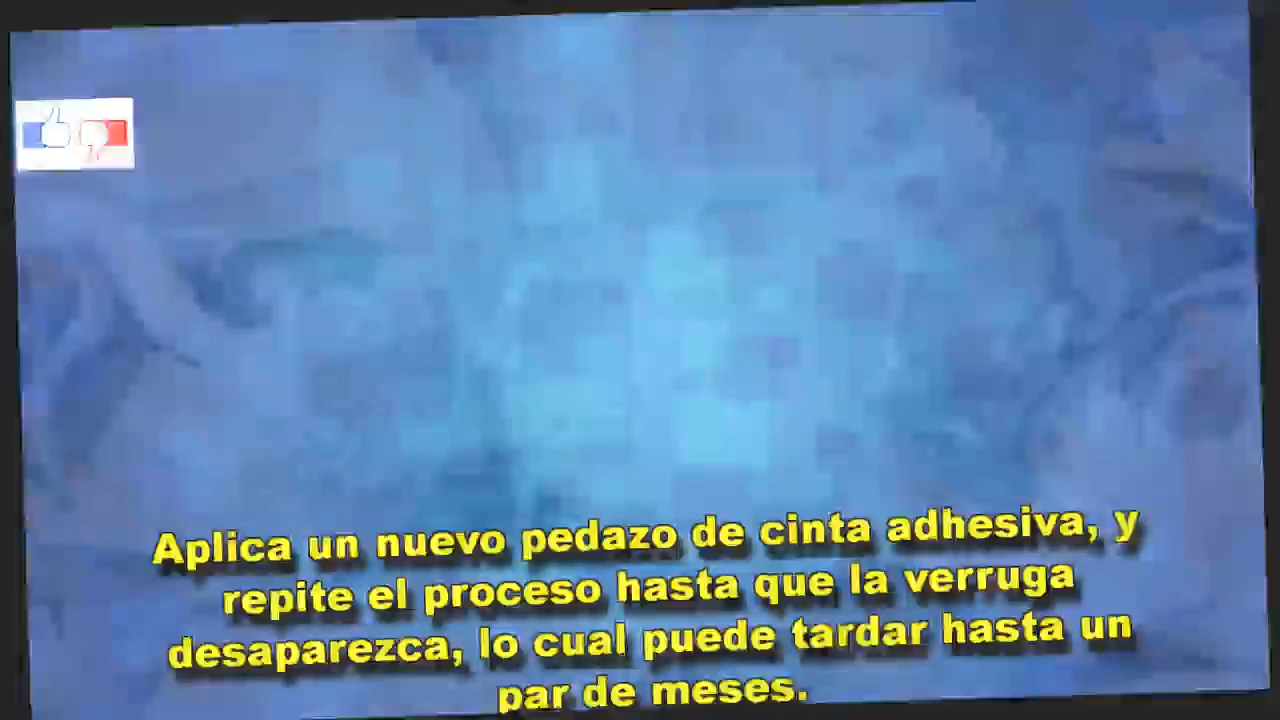 Aplica un nuevo pedazo de cinta adhesiva, y
repite el proceso hasta que la verruga
desaparezca, lo cual puede tardar hasta un
par de meses.